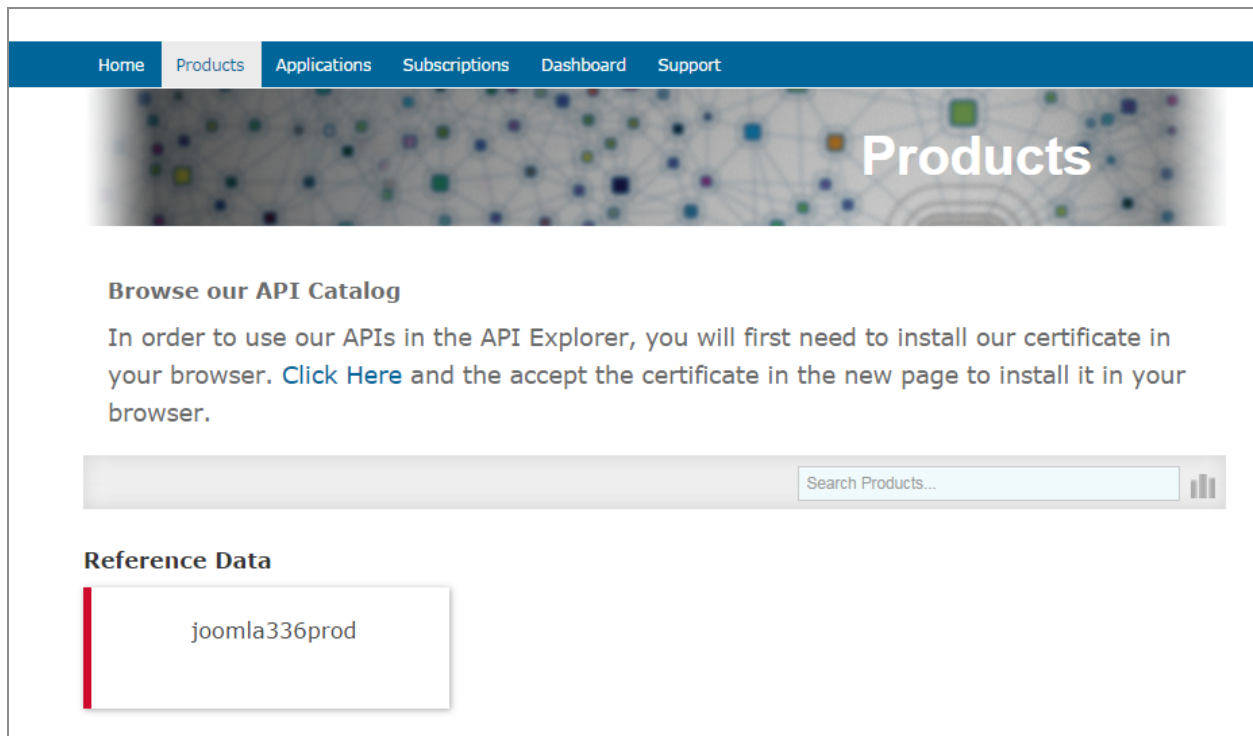 Home Products Applications Subscriptions Dashboard Support
Products
Browse our API Catalog
In order to use our APIs in the API Explorer, you will first need to install our certificate in
your browser. Click Here and the accept the certificate in the new page to install it in your
browser.
Search Products...
Reference Data
joomla336prod